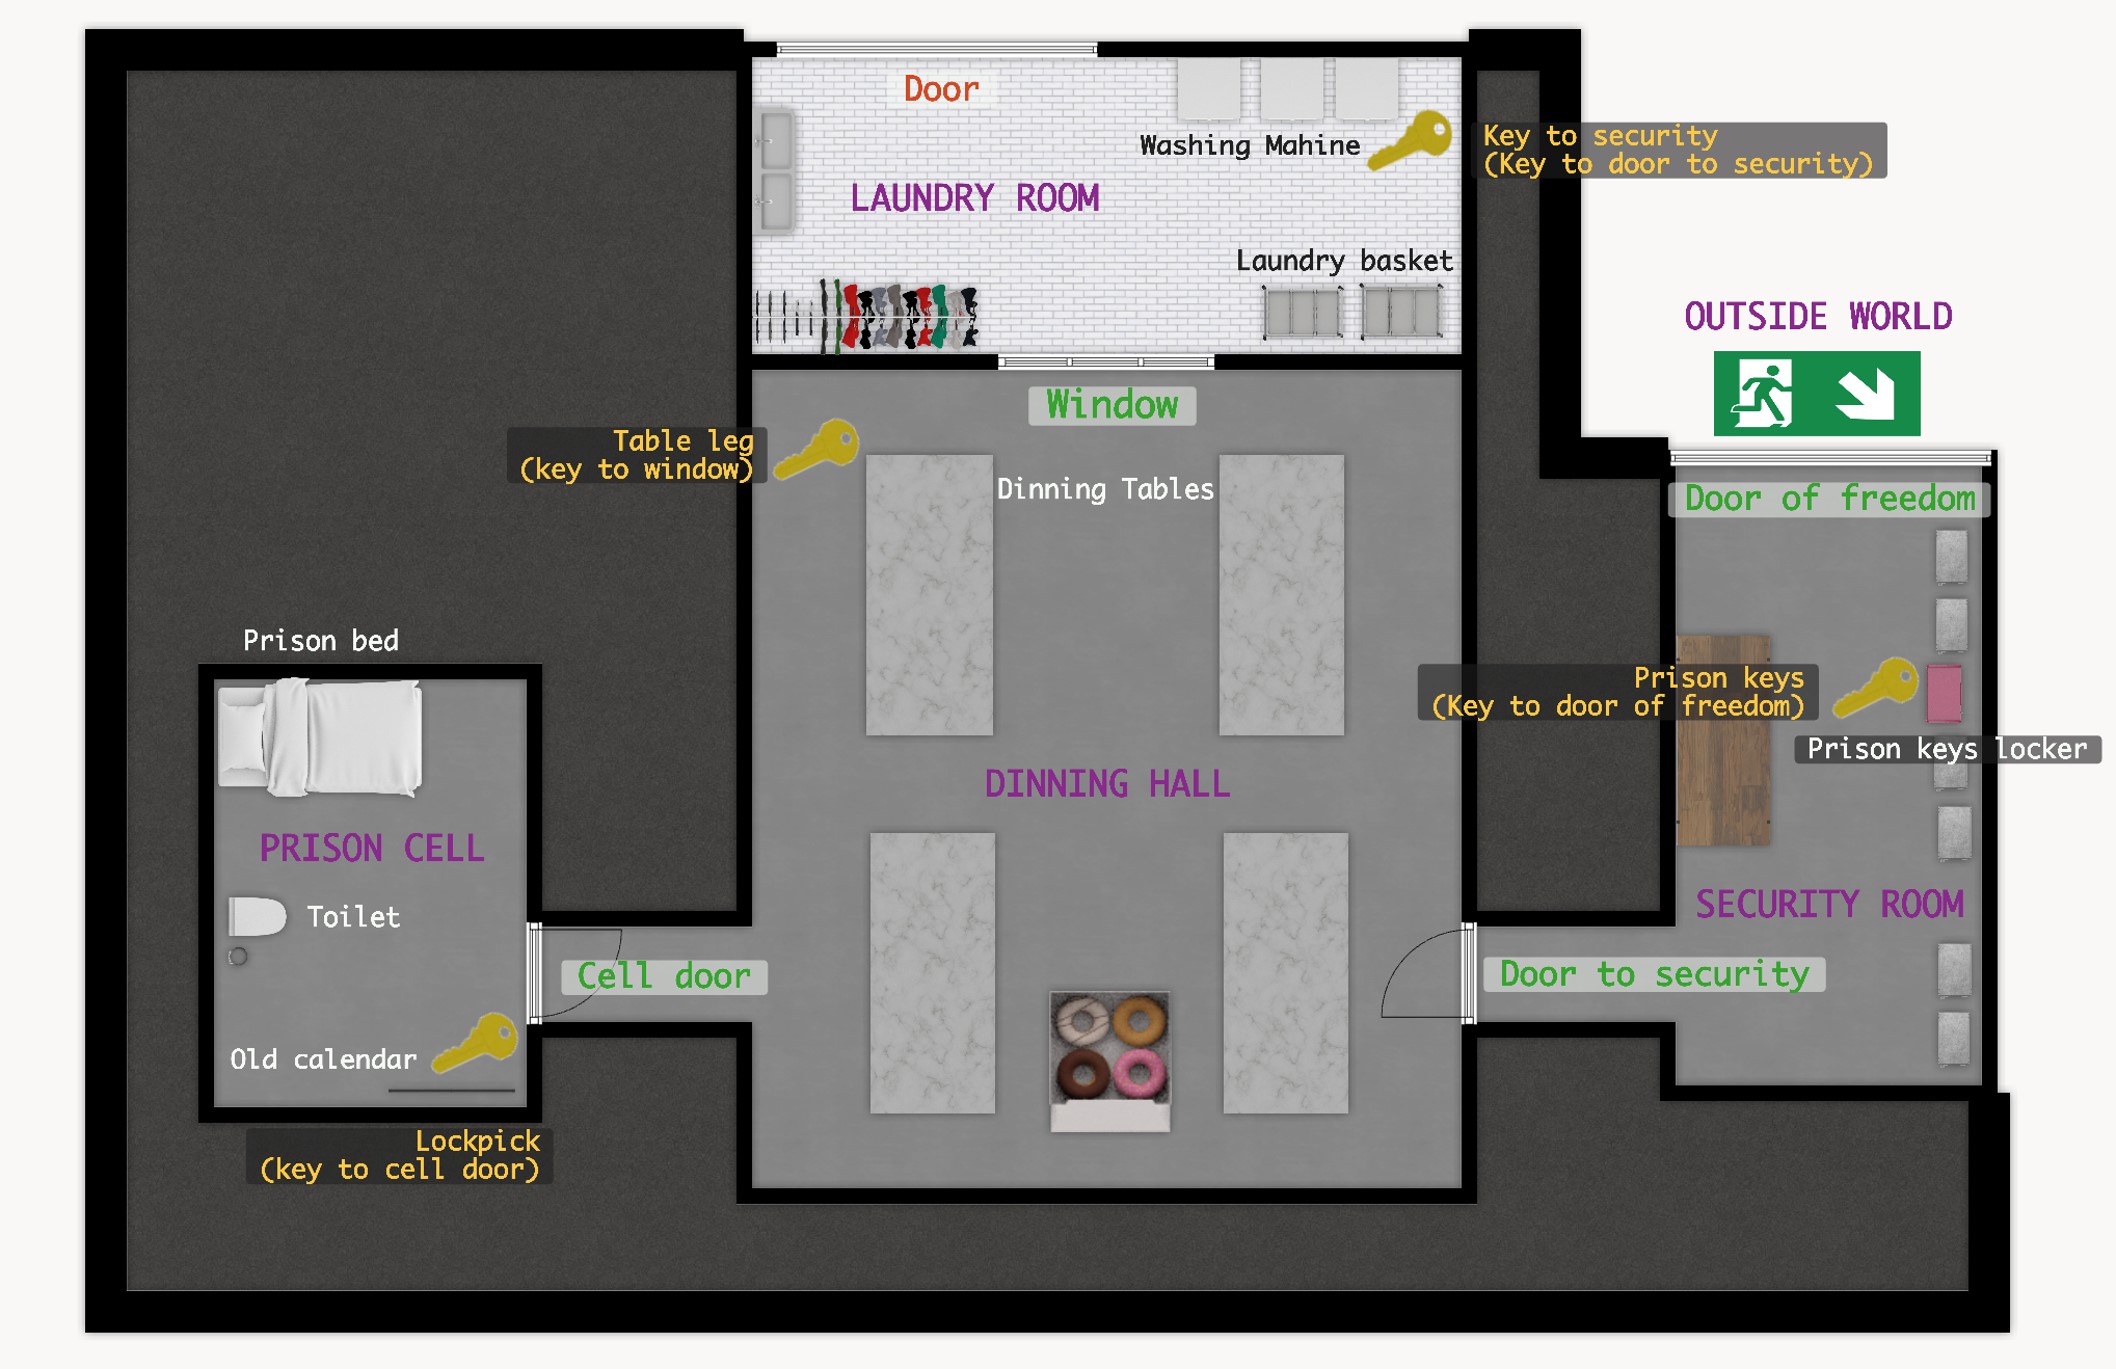 Door
Washing Mahine
Key to security
(Key to door to security)
LAUNDRY ROOM
Laundry basket
OUTSIDE WORLD
Window
Table leg
(key to window)
Dinning Tables
Door of freedom
Prison bed
Prison keys
(Key to door of freedom)
Prison keys locker
DINNING HALL
PRISON CELL
SECURITY ROOM
Toilet
Cell door
Door to security
Old calendar
Lockpick
(key to cell door)